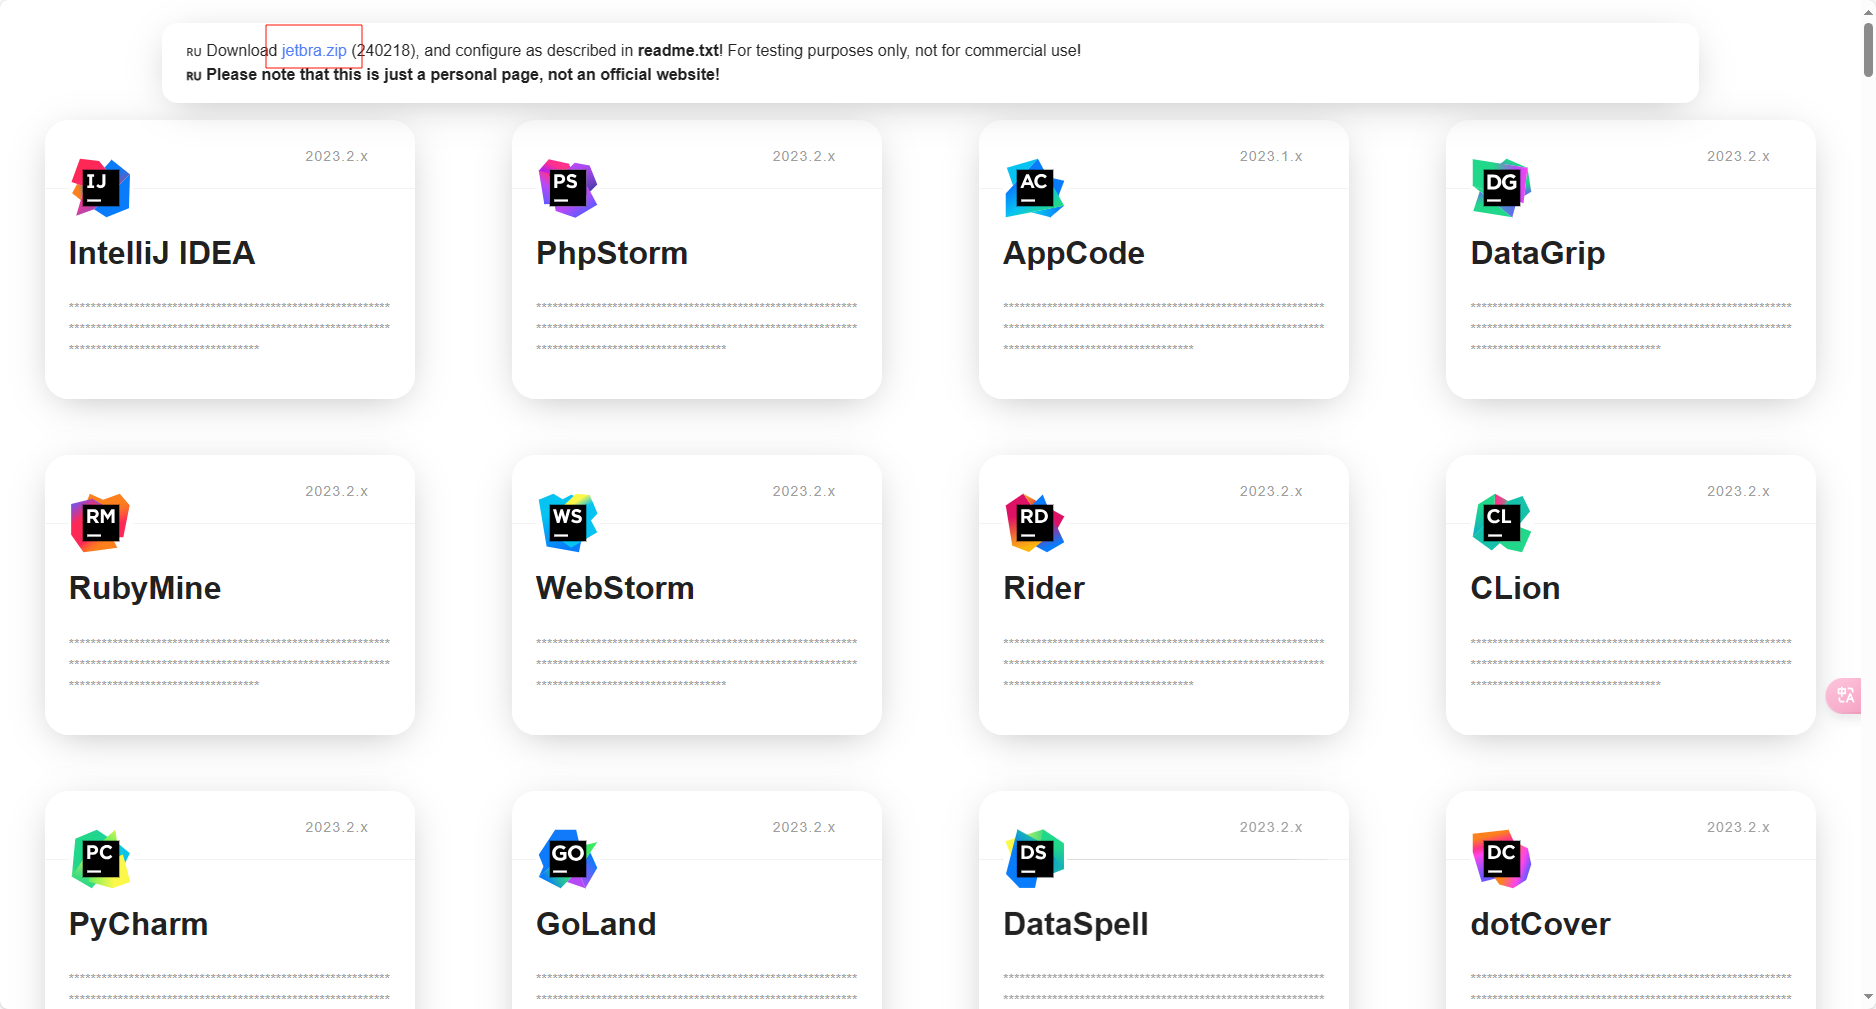 RU Download jetbra.zip (240218), and configure as described in readme.txt! For testing purposes only, not for commercial use!
RU Please note that this is just a personal page, not an official website!
2023.2.x
IJ
IntelliJ IDEA
***********************************************************
***********************************************************
***********************************
2023.2.x
PS
PhpStorm
***********************************************************
***********************************************************
***********************************
2023.1.x
AC
AppCode
***********************************************************
***********************************************************
***********************************
2023.2.x
DG
DataGrip
***********************************************************
***********************************************************
***********************************
2023.2.x
RM
RubyMine
***********************************************************
***********************************************************
***********************************
2023.2.x
WS
WebStorm
***********************************************************
***********************************************************
***********************************
2023.2.x
RD
Rider
***********************************************************
***********************************************************
***********************************
2023.2.x
CL
CLion
***********************************************************
***********************************************************
***********************************
2023.2.x
PC
PyCharm
***********************************************************
***********************************************************
2023.2.x
GO
GoLand
***********************************************************
***********************************************************
2023.2.x
DS
DataSpell
***********************************************************
***********************************************************
2023.2.x
DC
dotCover
***********************************************************
***********************************************************